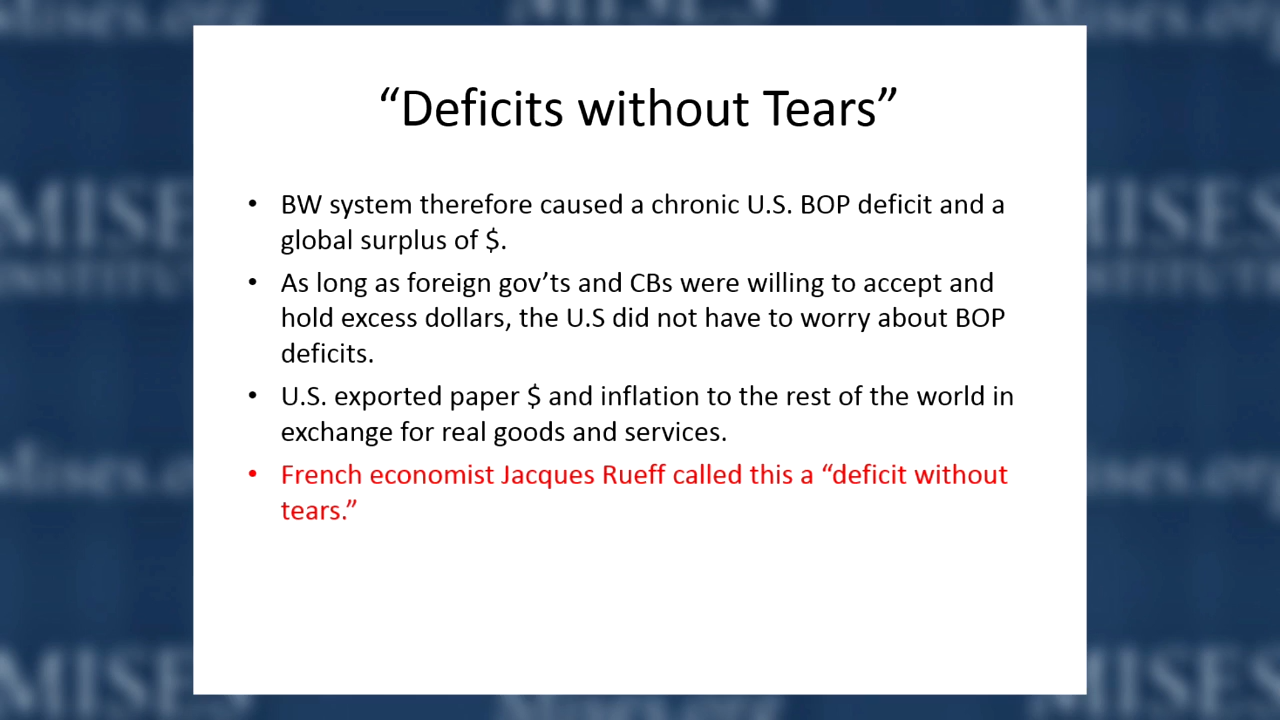 “Deficits without Tears”
• BW system therefore caused a chronic U.S. BOP deficit and a
global surplus of $.
• As long as foreign gov’ts and CBs were willing to accept and
hold excess dollars, the U.S did not have to worry about BOP
deficits.
• U.S. exported paper $ and inflation to the rest of the world in
exchange for real goods and services.
• French economist Jacques Rueff called this a “deficit without
tears.”